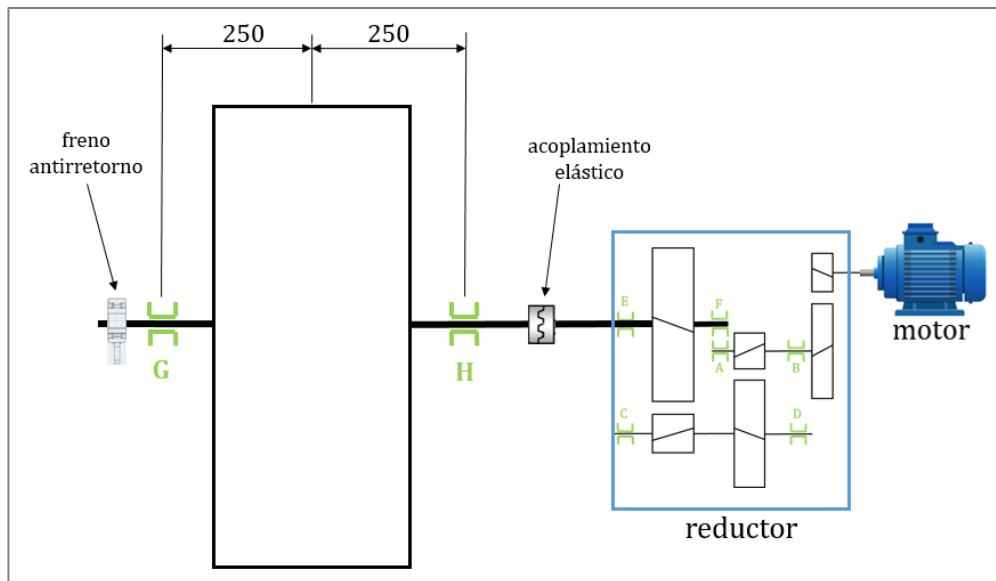 250
250
freno
antirretorno
acoplamiento
elástico
G
H
E
F
A
B
C
D
motor
reductor